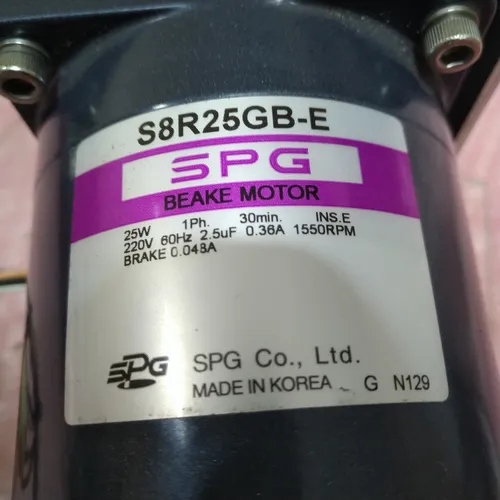 S8R25GB-E
SPG
BEAKE MOTOR
25W 1Ph. 30min. INS.E
220V 60Hz 2.5uF 0.36A 1550RPM
BRAKE 0.048A
SPG SPG Co., Ltd.
MADE IN KOREA G N129